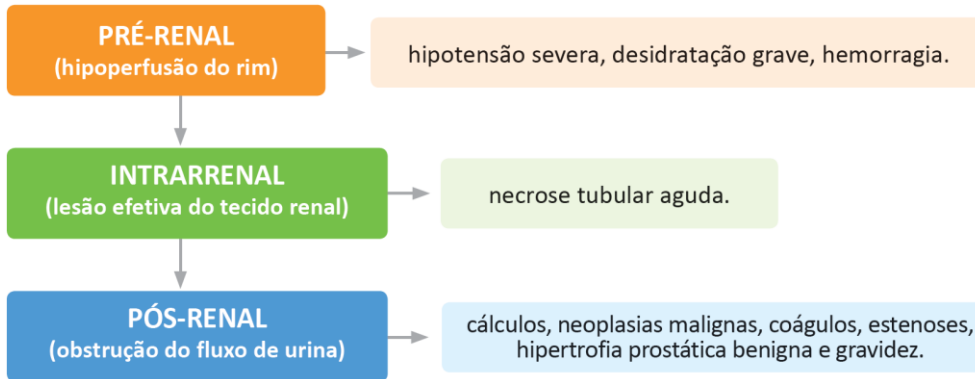 PRÉ-RENAL
(hipoperfusão do rim)
hipotensão severa, desidratação grave, hemorragia.
INTRARRENAL
(lesão efetiva do tecido renal)
necrose tubular aguda.
PÓS-RENAL
(obstrução do fluxo de urina)
cálculos, neoplasias malignas, coágulos, estenoses,
hipertrofia prostática benigna e gravidez.